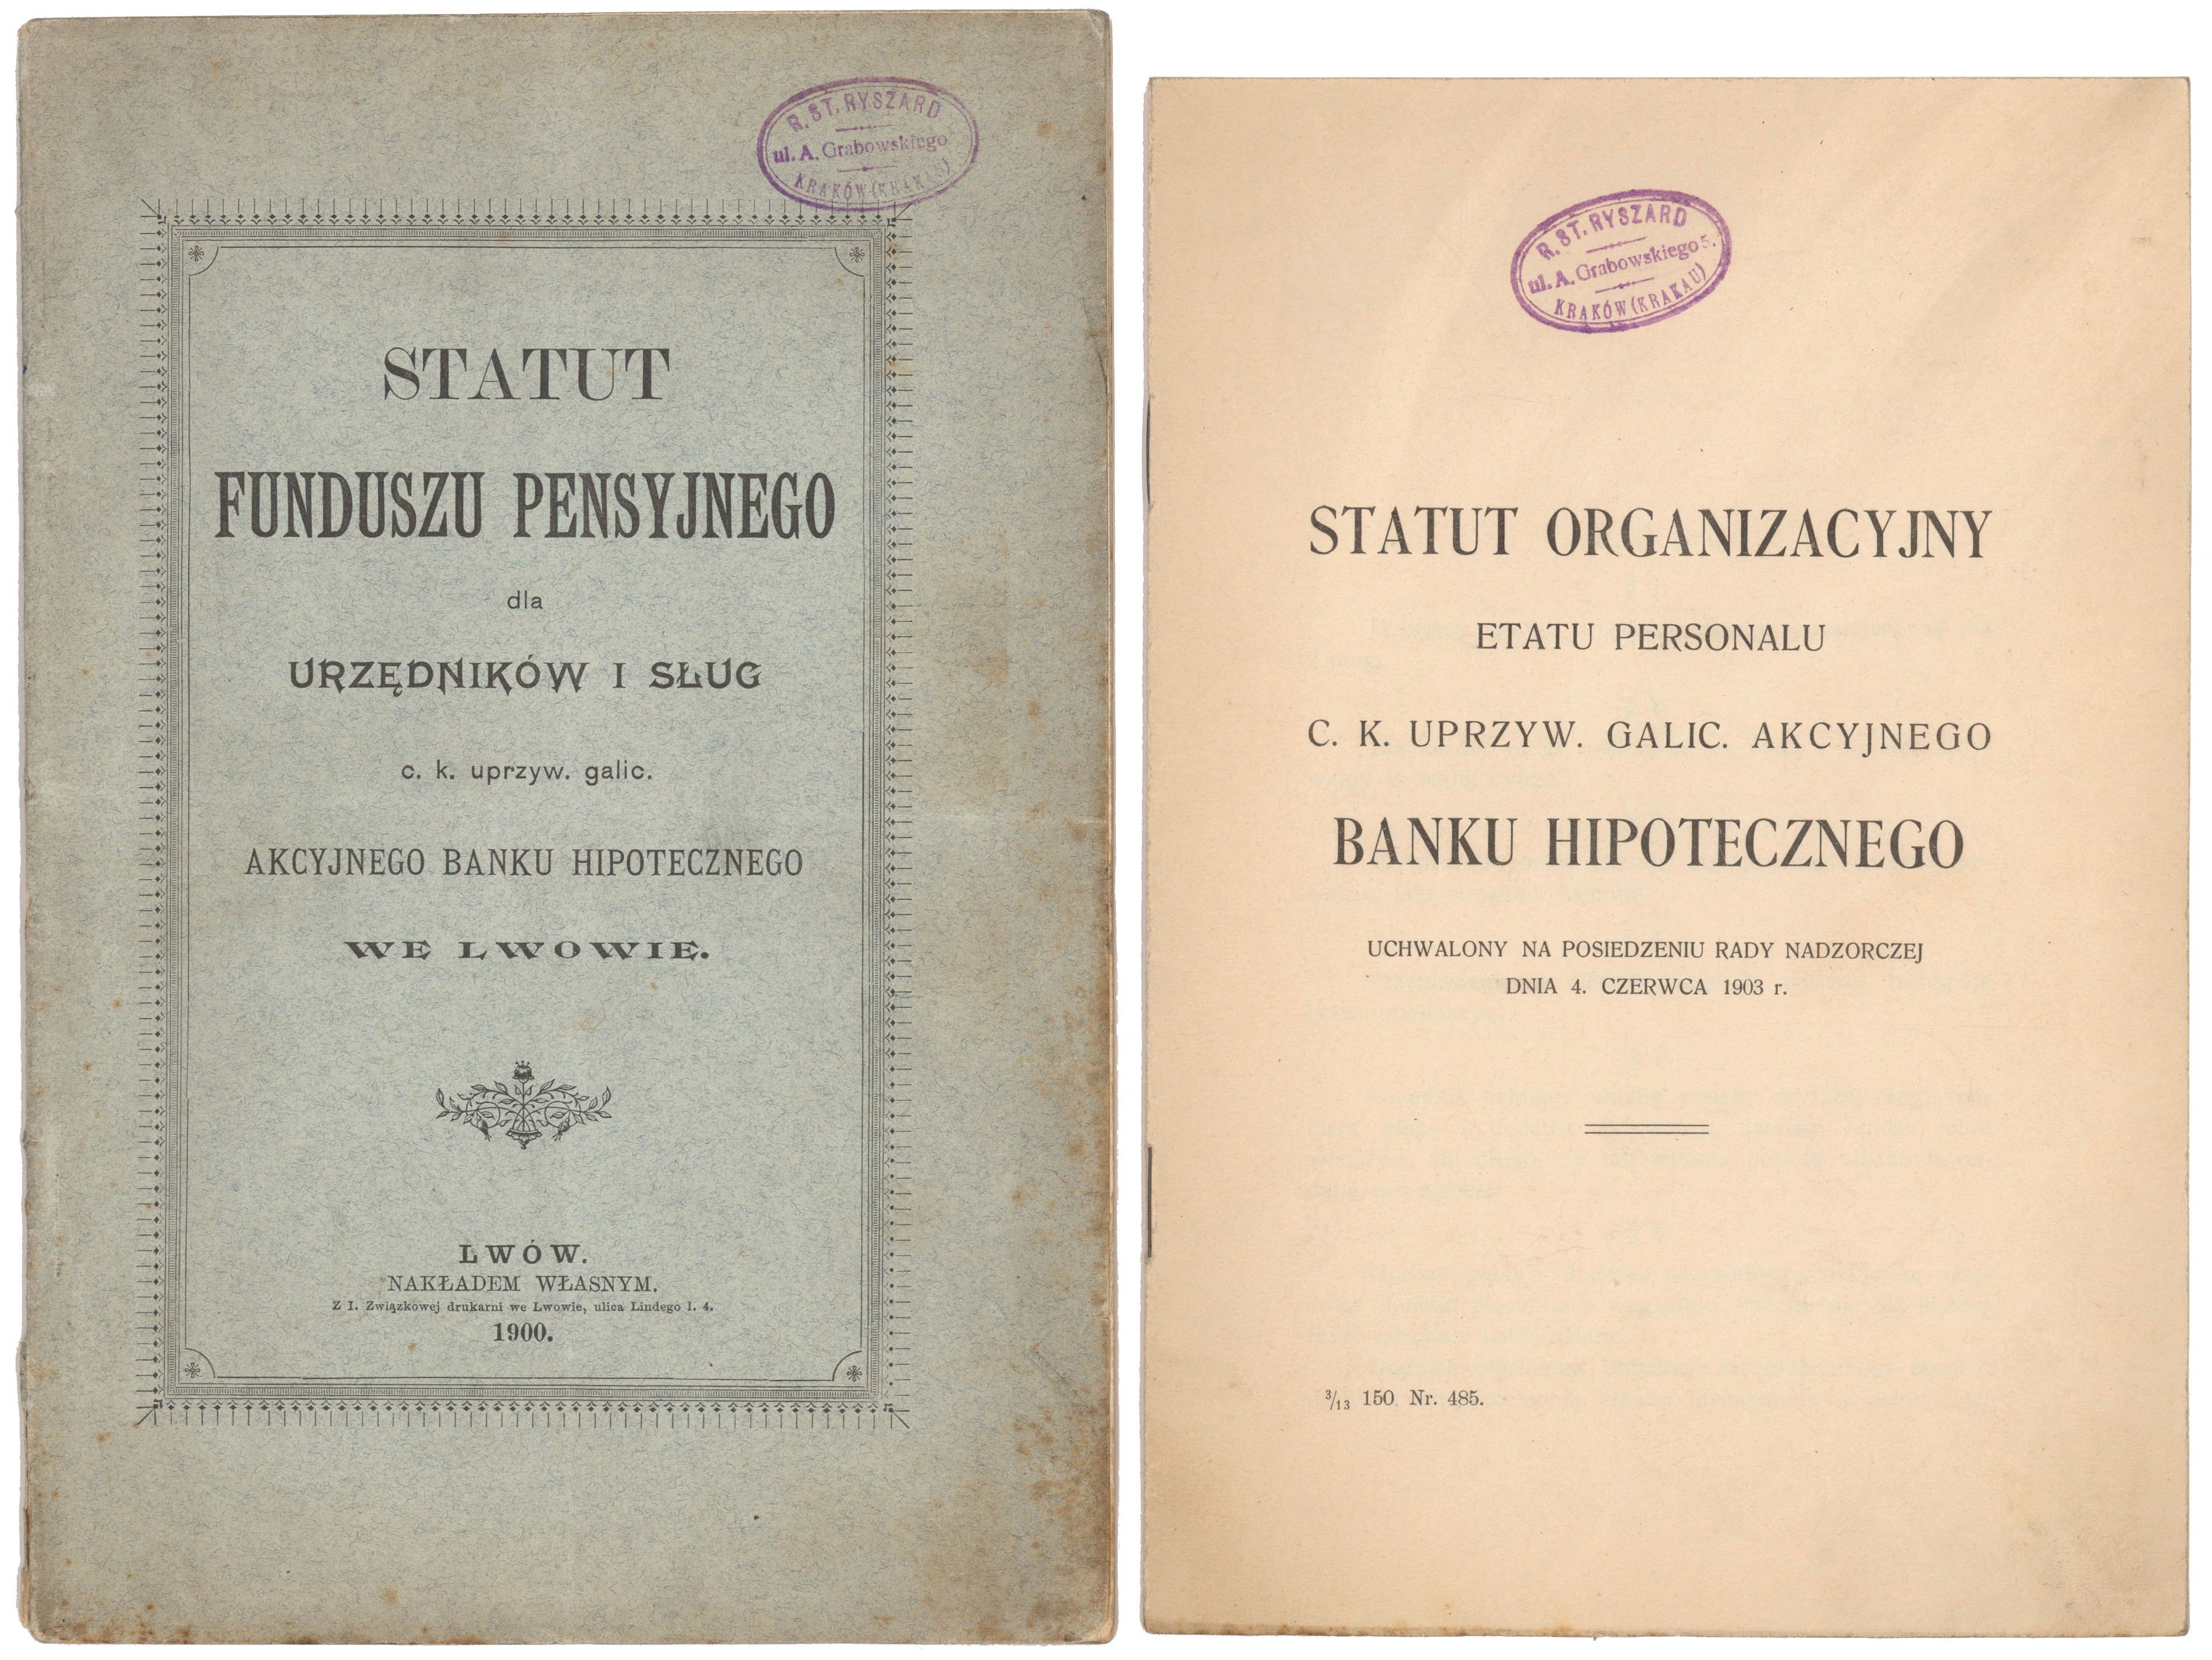 R. ST. RYSZARD
ul. A. Grabowskiego
KRAKÓW (KRAKAU)
STATUT
FUNDUSZU PENSYJNEGO
dla
URZĘDNIKÓW I SŁUG
c. k. uprzyw. galic.
AKCYJNEGO BANKU HIPOTECZNEGO
WE LWOWIE.
LWÓW.
NAKŁADEM WŁASNYM.
Z I. Związkowej drukarni we Lwowie, ulica Lindego l. 4.
1900.
R. ST. RYSZARD
ul. A. Grabowskiego 5.
KRAKÓW (KRAKAU)
STATUT ORGANIZACYJNY
ETATU PERSONALU
C. K. UPRZYW. GALIC. AKCYJNEGO
BANKU HIPOTECZNEGO
UCHWALONY NA POSIEDZENIU RADY NADZORCZEJ
DNIA 4. CZERWCA 1903 r.
3/13 150 Nr. 485.